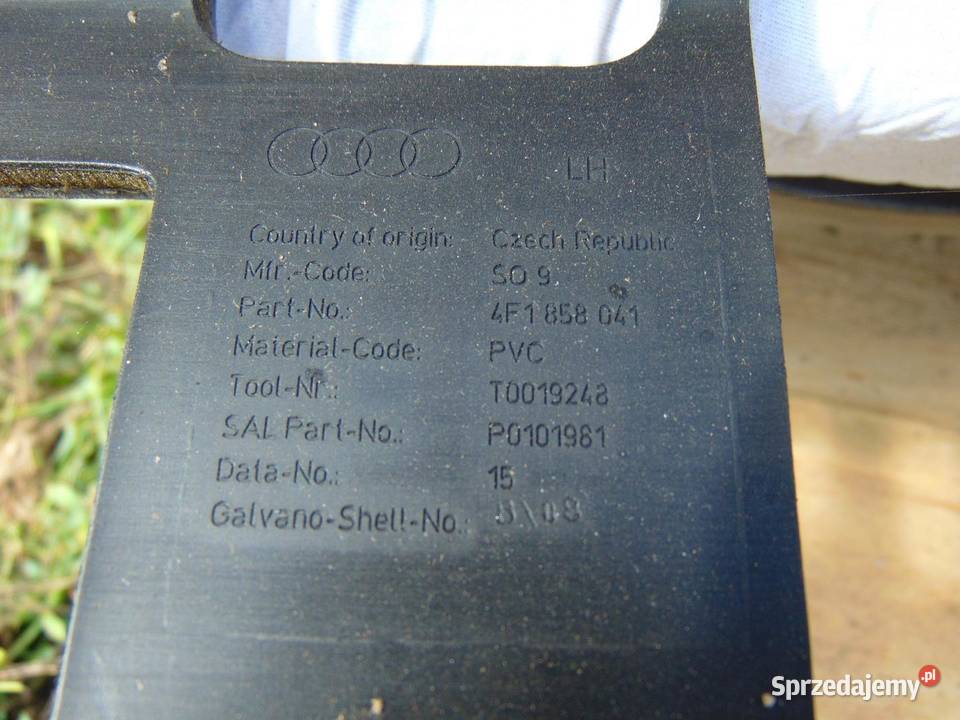 LH
Country of origin: Czech Republic
Mfr.-Code: SO 9
Part-No.: 4F1 858 041
Material-Code: PVC
Tool-Nr.: T0019248
SAL Part-No.: P0101981
Data-No.: 15
Galvano-Shell-No.:
Sprzedajemy.pl